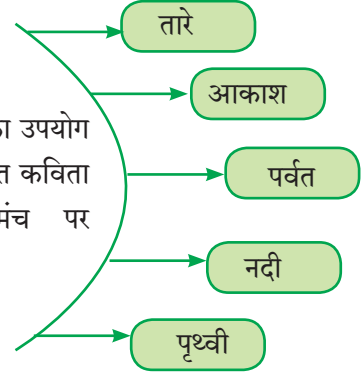 तारे
आकाश
उपयोग
कविता
पर्वत
मंच पर
नदी
पृथ्वी